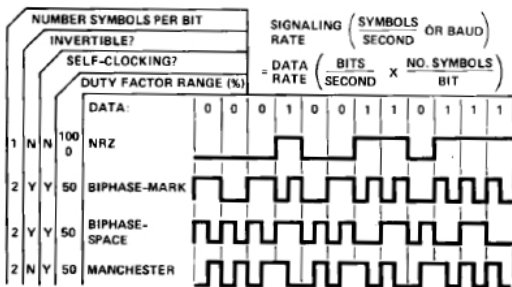 NUMBER SYMBOLS PER BIT
INVERTIBLE?
SELF-CLOCKING?
DUTY FACTOR RANGE (%)
SIGNALING RATE (SYMBOLS/SECOND OR BAUD)
= DATA RATE (BITS/SECOND X NO. SYMBOLS/BIT)
DATA: 0 0 0 1 0 0 1 1 0 1 1 1
1 N N 100 0 NRZ
2 Y Y 50 BIPHASE-MARK
2 Y Y 50 BIPHASE-SPACE
2 N Y 50 MANCHESTER